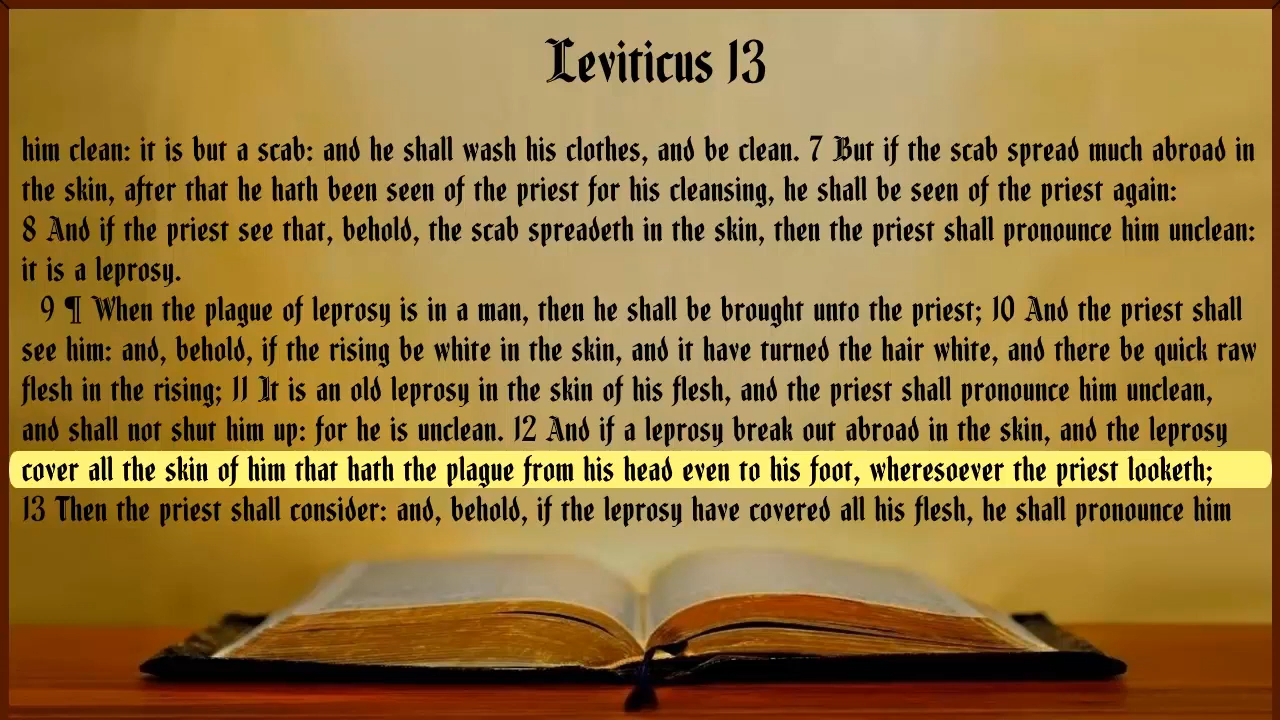 Leviticus 13
him clean: it is but a scab: and he shall wash his clothes, and be clean. 7 But if the scab spread much abroad in
the skin, after that he hath been seen of the priest for his cleansing, he shall be seen of the priest again:
8 And if the priest see that, behold, the scab spreadeth in the skin, then the priest shall pronounce him unclean:
it is a leprosy.
9 ¶ When the plague of leprosy is in a man, then he shall be brought unto the priest; 10 And the priest shall
see him: and, behold, if the rising be white in the skin, and it have turned the hair white, and there be quick raw
flesh in the rising; 11 It is an old leprosy in the skin of his flesh, and the priest shall pronounce him unclean,
and shall not shut him up: for he is unclean. 12 And if a leprosy break out abroad in the skin, and the leprosy
cover all the skin of him that hath the plague from his head even to his foot, wheresoever the priest looketh;
13 Then the priest shall consider: and, behold, if the leprosy have covered all his flesh, he shall pronounce him